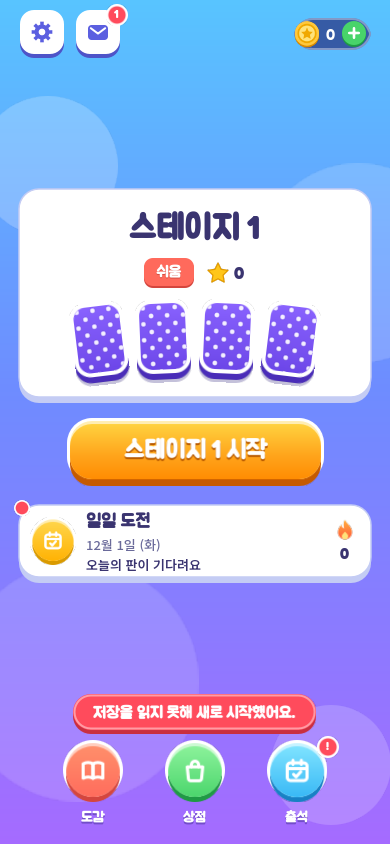 1
0
스테이지 1
쉬움
0
스테이지 1 시작
일일 도전
12월 1일 (화)
오늘의 판이 기다려요
0
저장을 읽지 못해 새로 시작했어요.
!
도감
상점
출석